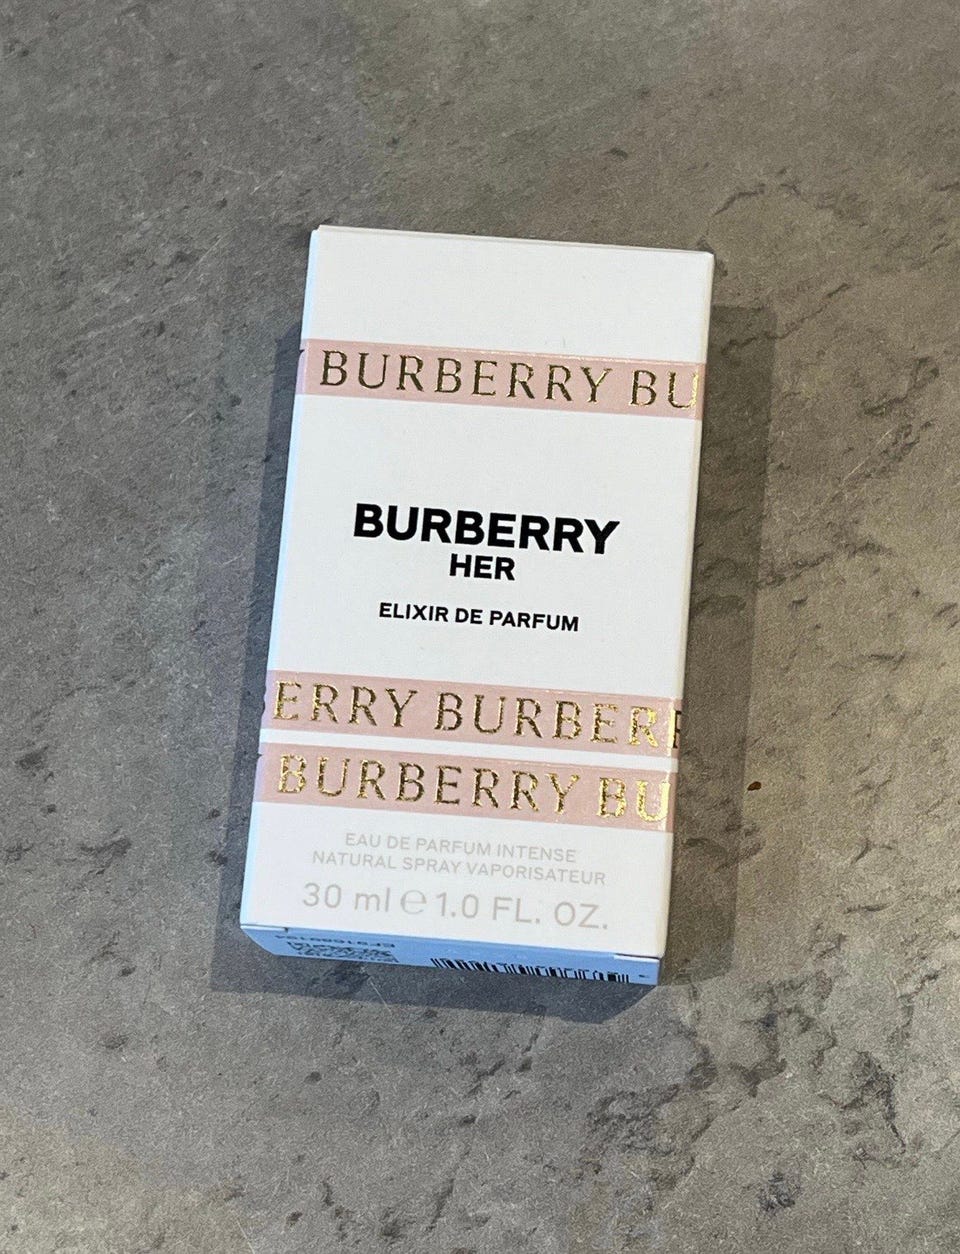 BURBERRY BU
BURBERRY
HER
ELIXIR DE PARFUM
ERRY BURBERR
BURBERRY BU
EAU DE PARFUM INTENSE
NATURAL SPRAY VAPORISATEUR
30 ml ℮ 1.0 FL. OZ.